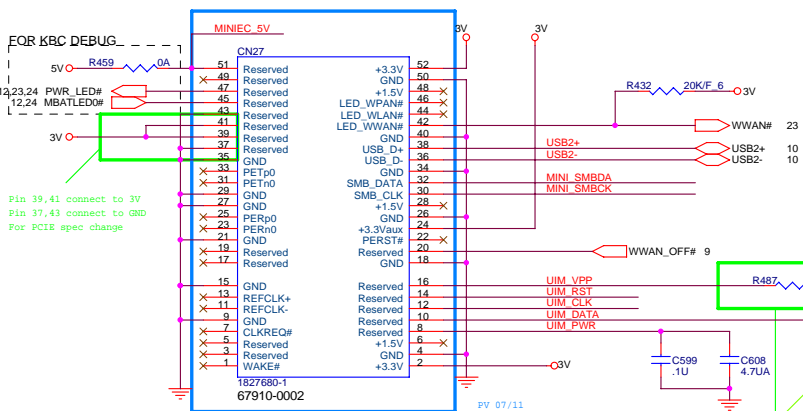 MINIEC_5V
FOR KBC DEBUG
5V R459 0A
12,23,24 PWR_LED#
12,24 MBATLED0#
3V
CN27
51 Reserved +3.3V 52
49 Reserved GND 50
47 Reserved +1.5V 48
45 Reserved LED_WPAN# 46
43 Reserved LED_WLAN# 44
41 Reserved LED_WWAN# 42
39 Reserved GND 40
37 Reserved USB_D+ 38
35 GND USB_D- 36
33 PETp0 GND 34
31 PETn0 SMB_DATA 32
29 GND SMB_CLK 30
27 GND +1.5V 28
25 PERp0 GND 26
23 PERn0 +3.3Vaux 24
21 GND PERST# 22
19 Reserved Reserved 20
17 Reserved GND 18
15 GND Reserved 16
13 REFCLK+ Reserved 14
11 REFCLK- Reserved 12
9 GND Reserved 10
7 CLKREQ# Reserved 8
5 Reserved +1.5V 6
3 Reserved GND 4
1 WAKE# +3.3V 2
1827680-1
67910-0002
Pin 39,41 connect to 3V
Pin 37,43 connect to GND
For PCIE spec change
3V
3V
R432 20K/F_6 3V
WWAN# 23
USB2+ USB2+ 10
USB2- USB2- 10
MINI_SMBDA
MINI_SMBCK
WWAN_OFF# 9
UIM_VPP R487
UIM_RST
UIM_CLK
UIM_DATA
UIM_PWR
3V
C599
.1U
C608
4.7UA
PV 07/11